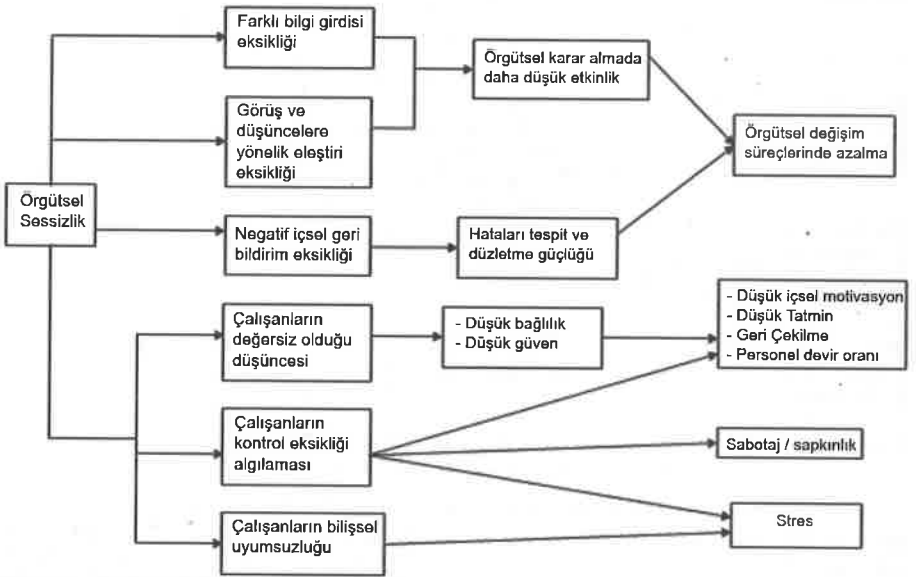 Farklı bilgi girdisi
eksikliği
Örgütsel karar almada
daha düşük etkinlik
Görüş ve
düşüncelere
yönelik eleştiri
eksikliği
Örgütsel değişim
süreçlerinde azalma
Örgütsel
Sessizlik
Negatif içsel geri
bildirim eksikliği
Hataları tespit ve
düzletme güçlüğü
Çalışanların
değersiz olduğu
düşüncesi
- Düşük bağlılık
- Düşük güven
- Düşük içsel motivasyon
- Düşük Tatmin
- Geri Çekilme
- Personel devir oranı
Çalışanların
kontrol eksikliği
algılaması
Sabotaj / sapkınlık
Çalışanların bilişsel
uyumsuzluğu
Stres